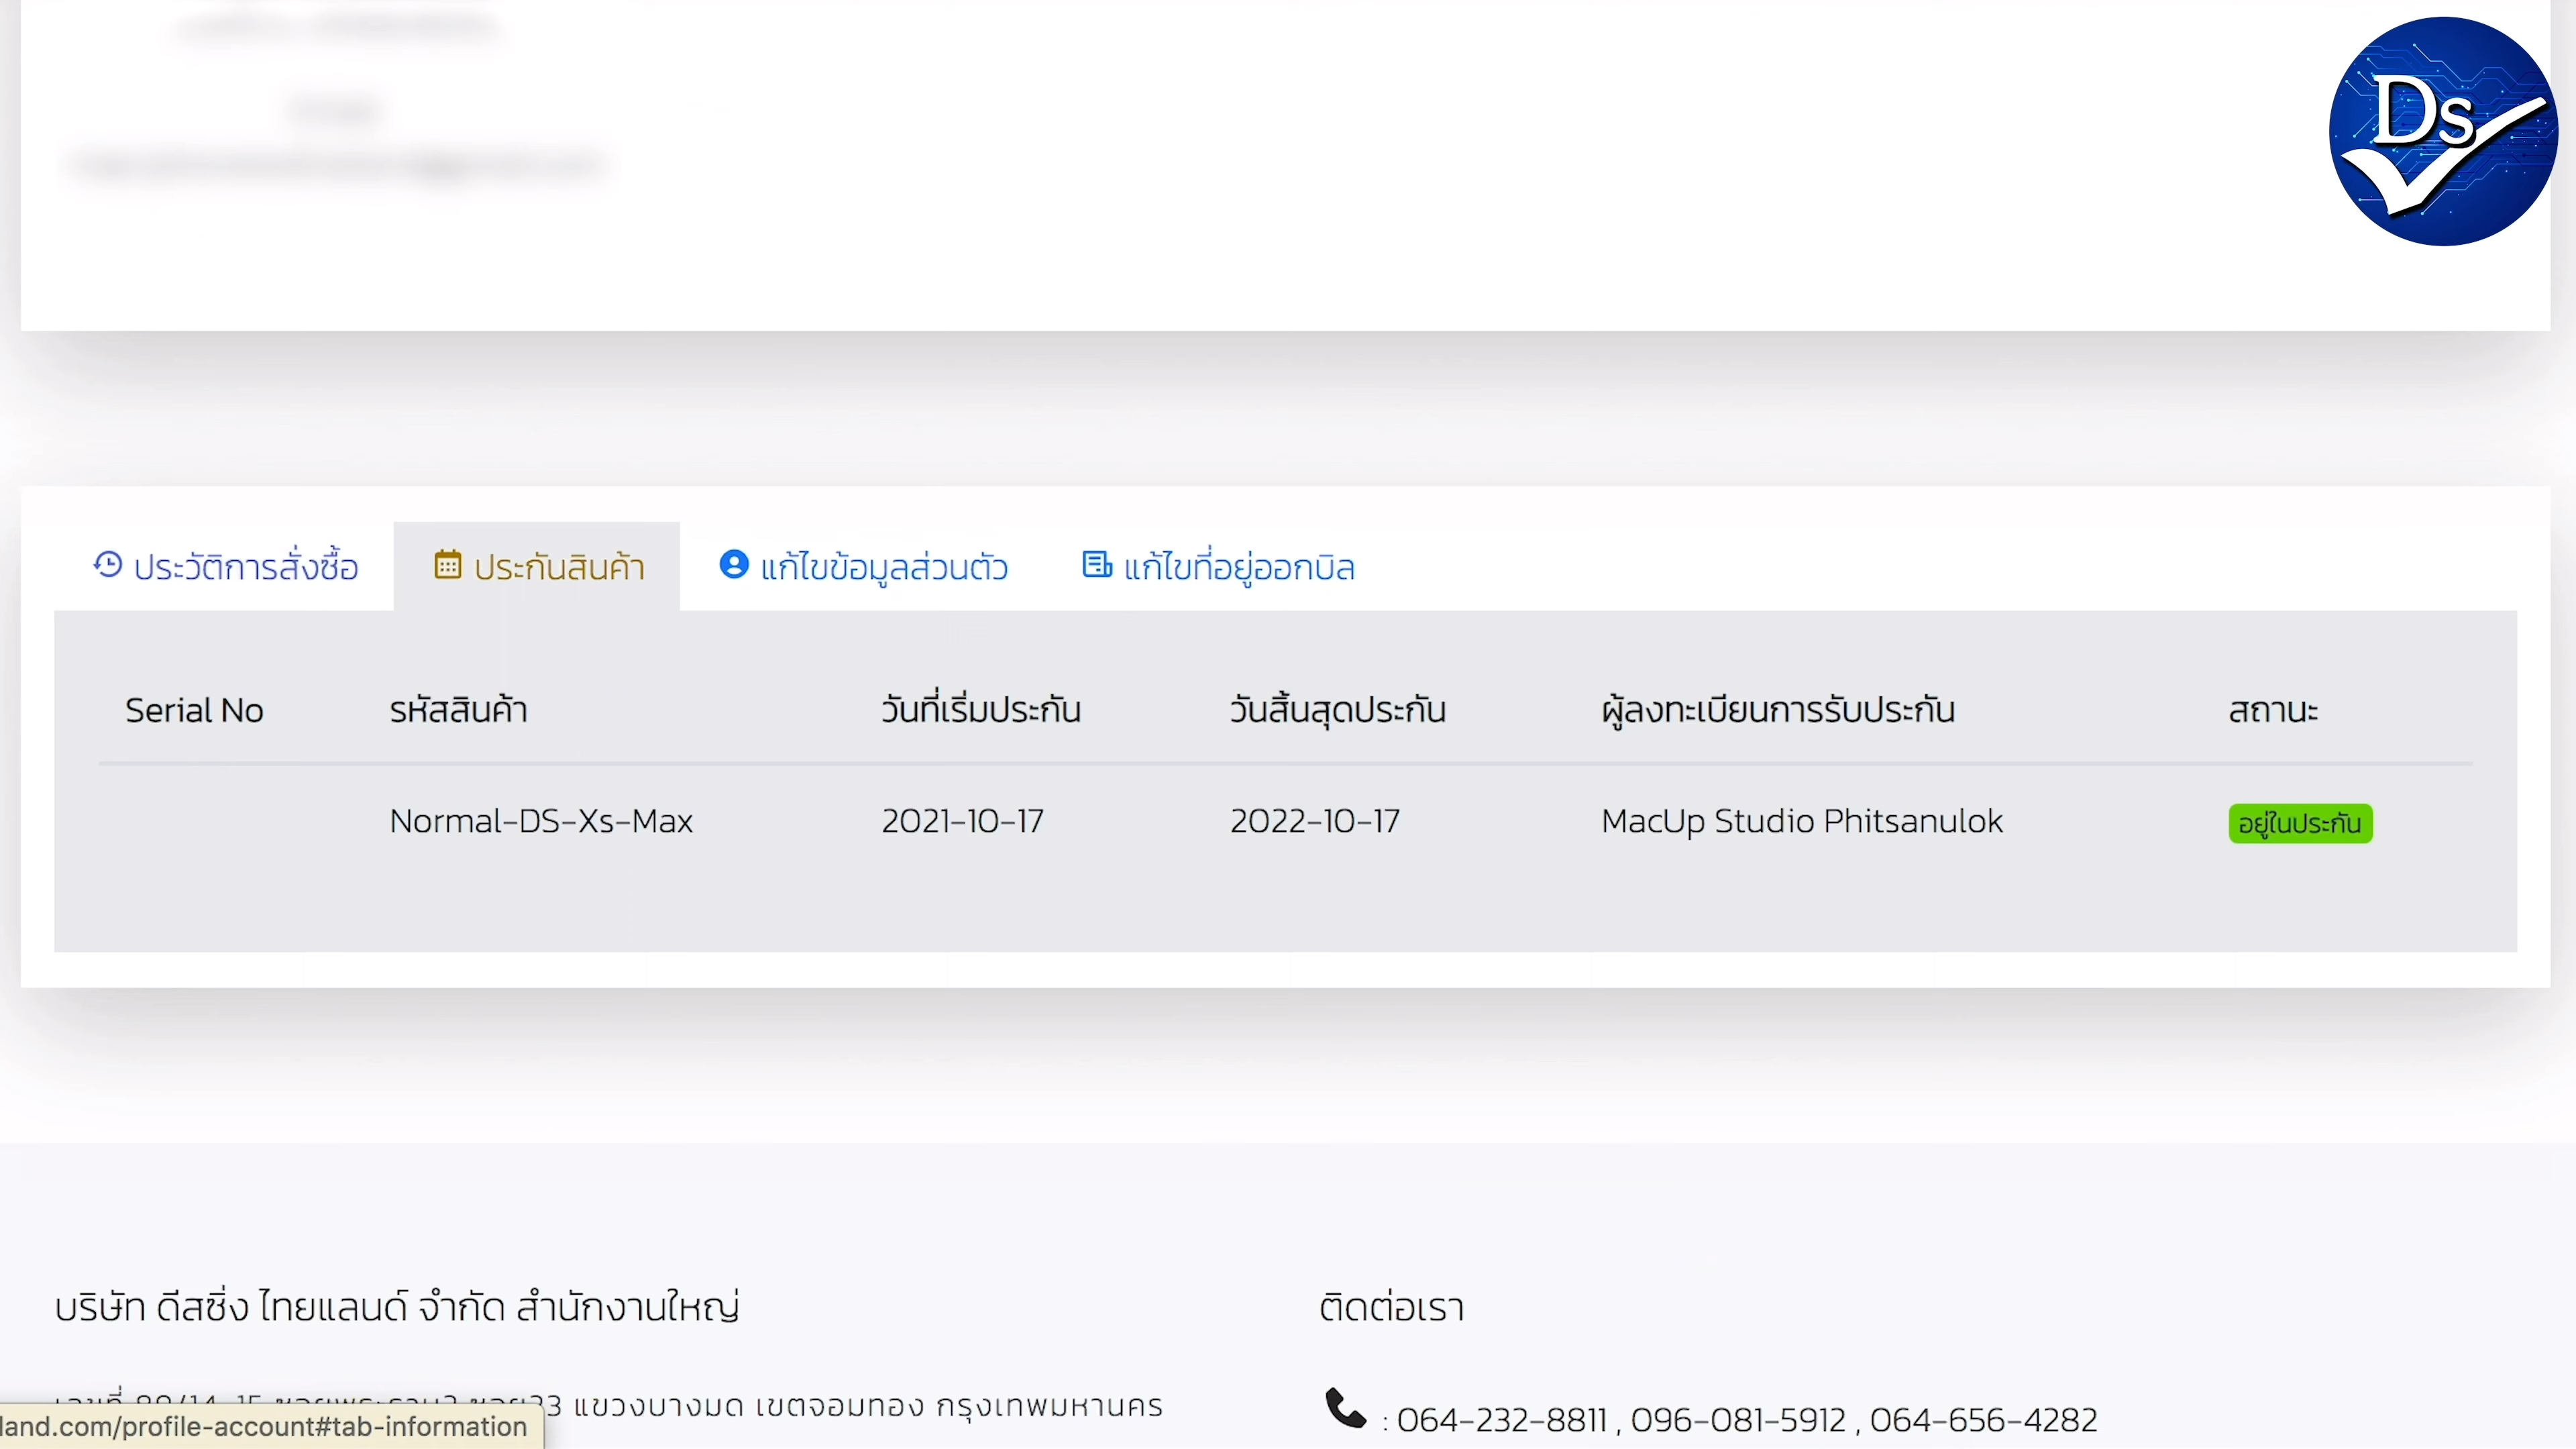 Ds
ประวัติการสั่งซื้อ ประกันสินค้า แก้ไขข้อมูลส่วนตัว แก้ไขที่อยู่ออกบิล
Serial No รหัสสินค้า วันที่เริ่มประกัน วันสิ้นสุดประกัน ผู้ลงทะเบียนการรับประกัน สถานะ
Normal-DS-Xs-Max 2021-10-17 2022-10-17 MacUp Studio Phitsanulok อยู่ในประกัน
บริษัท ดีสซิ่ง ไทยแลนด์ จำกัด สำนักงานใหญ่
แขวงบางมด เขตจอมทอง กรุงเทพมหานคร
land.com/profile-account#tab-information
ติดต่อเรา
: 064-232-8811 , 096-081-5912 , 064-656-4282